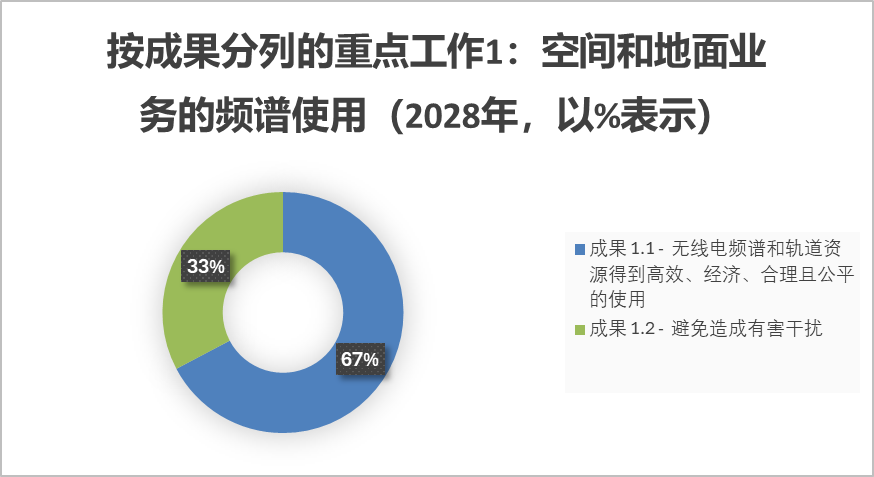 按成果分列的重点工作1：空间和地面业
务的频谱使用（2028年，以%表示）
33%
67%
成果 1.1 - 无线电频谱和轨道资
源得到高效、经济、合理且公平
的使用
成果 1.2 - 避免造成有害干扰